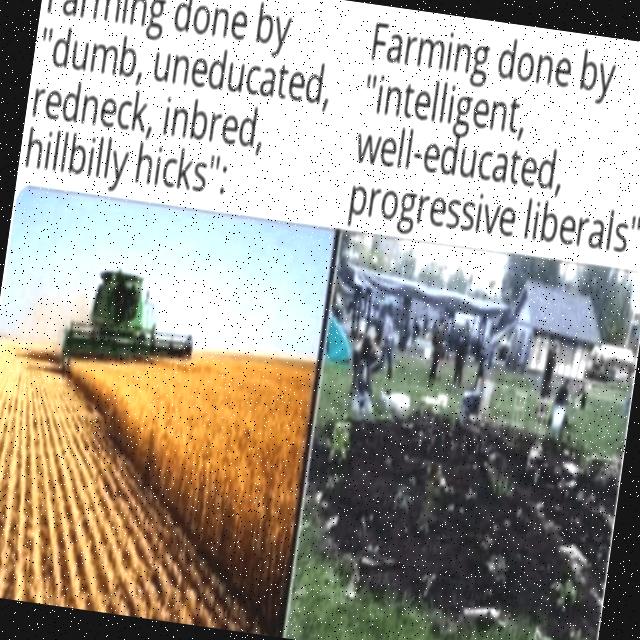 Farming done by
"dumb, uneducated,
redneck, inbred,
hillbilly hicks":
Farming done by
"intelligent,
well-educated,
progressive liberals"